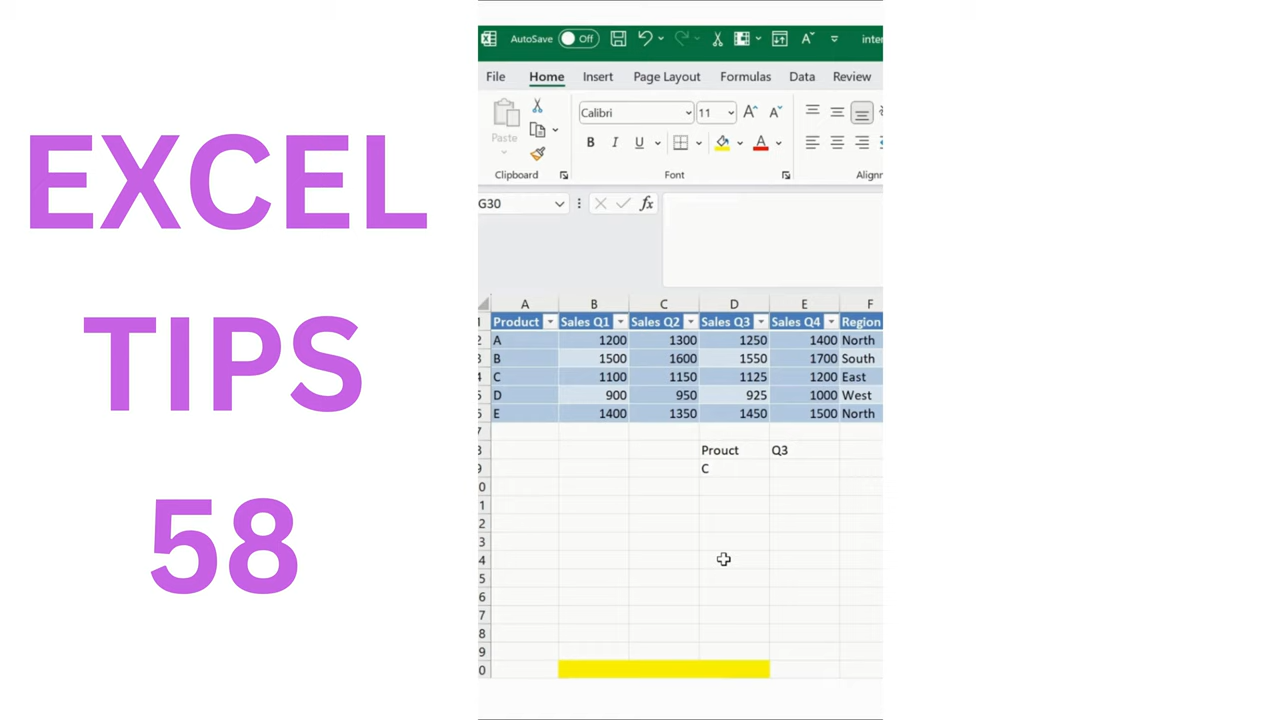 EXCEL
TIPS
58
AutoSave Off
File Home Insert Page Layout Formulas Data Review
Calibri 11
Paste
B I U
Clipboard Font
G30 fx
A B C D E F
Product Sales Q1 Sales Q2 Sales Q3 Sales Q4 Region
A 1200 1300 1250 1400 North
B 1500 1600 1550 1700 South
C 1100 1150 1125 1200 East
D 900 950 925 1000 West
E 1400 1350 1450 1500 North
7
Prouct Q3
C